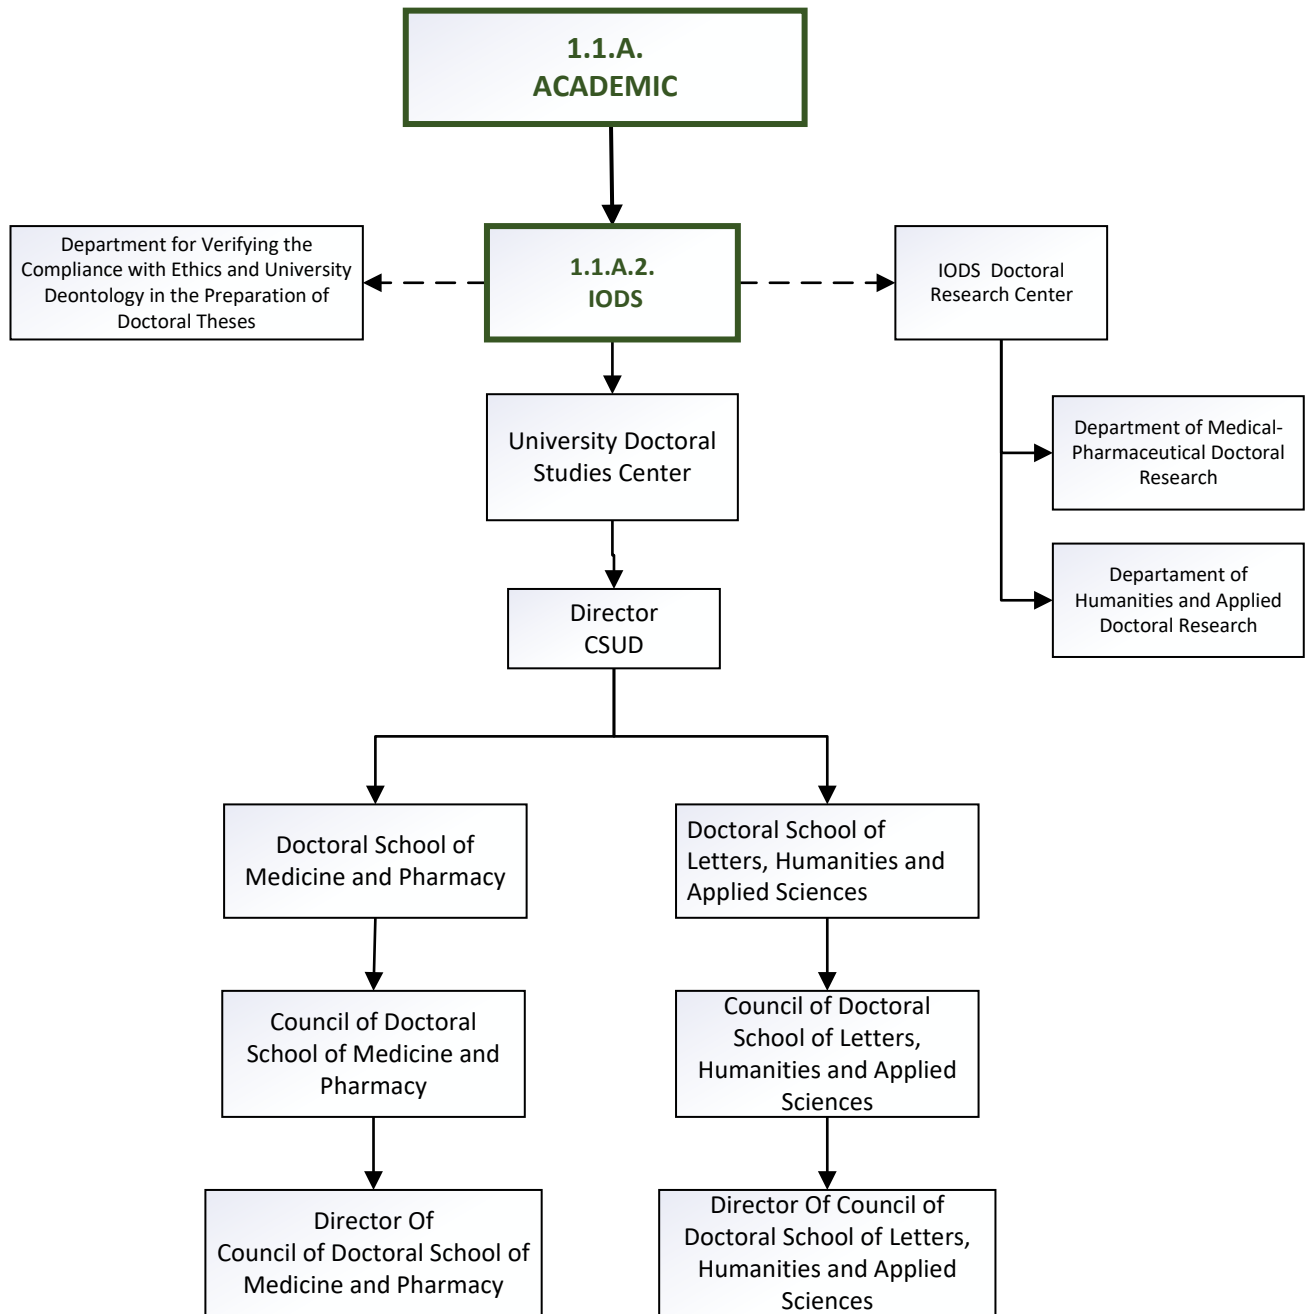 1.1.A.
ACADEMIC
Department for Verifying the
Compliance with Ethics and University
Deontology in the Preparation of
Doctoral Theses
1.1.A.2.
IODS
IODS Doctoral
Research Center
University Doctoral
Studies Center
Department of Medical-
Pharmaceutical Doctoral
Research
Departament of
Humanities and Applied
Doctoral Research
Director
CSUD
Doctoral School of
Medicine and Pharmacy
Doctoral School of
Letters, Humanities and
Applied Sciences
Council of Doctoral
School of Medicine and
Pharmacy
Council of Doctoral
School of Letters,
Humanities and Applied
Sciences
Director Of
Council of Doctoral School of
Medicine and Pharmacy
Director Of Council of
Doctoral School of Letters,
Humanities and Applied
Sciences